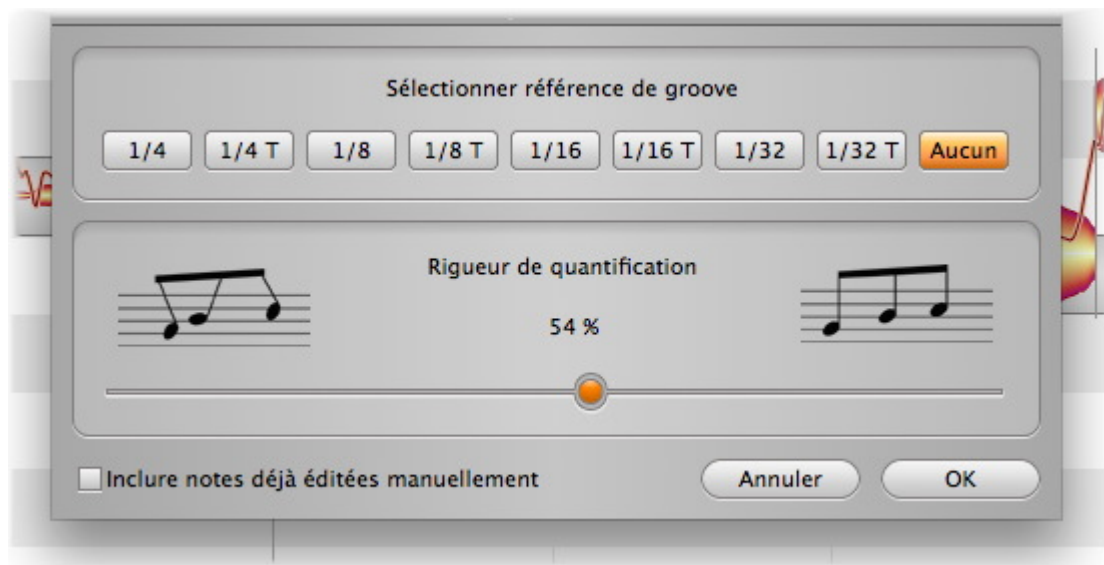 Sélectionner référence de groove
1/4 1/4 T 1/8 1/8 T 1/16 1/16 T 1/32 1/32 T Aucun
Rigueur de quantification
54 %
Inclure notes déjà éditées manuellement Annuler OK